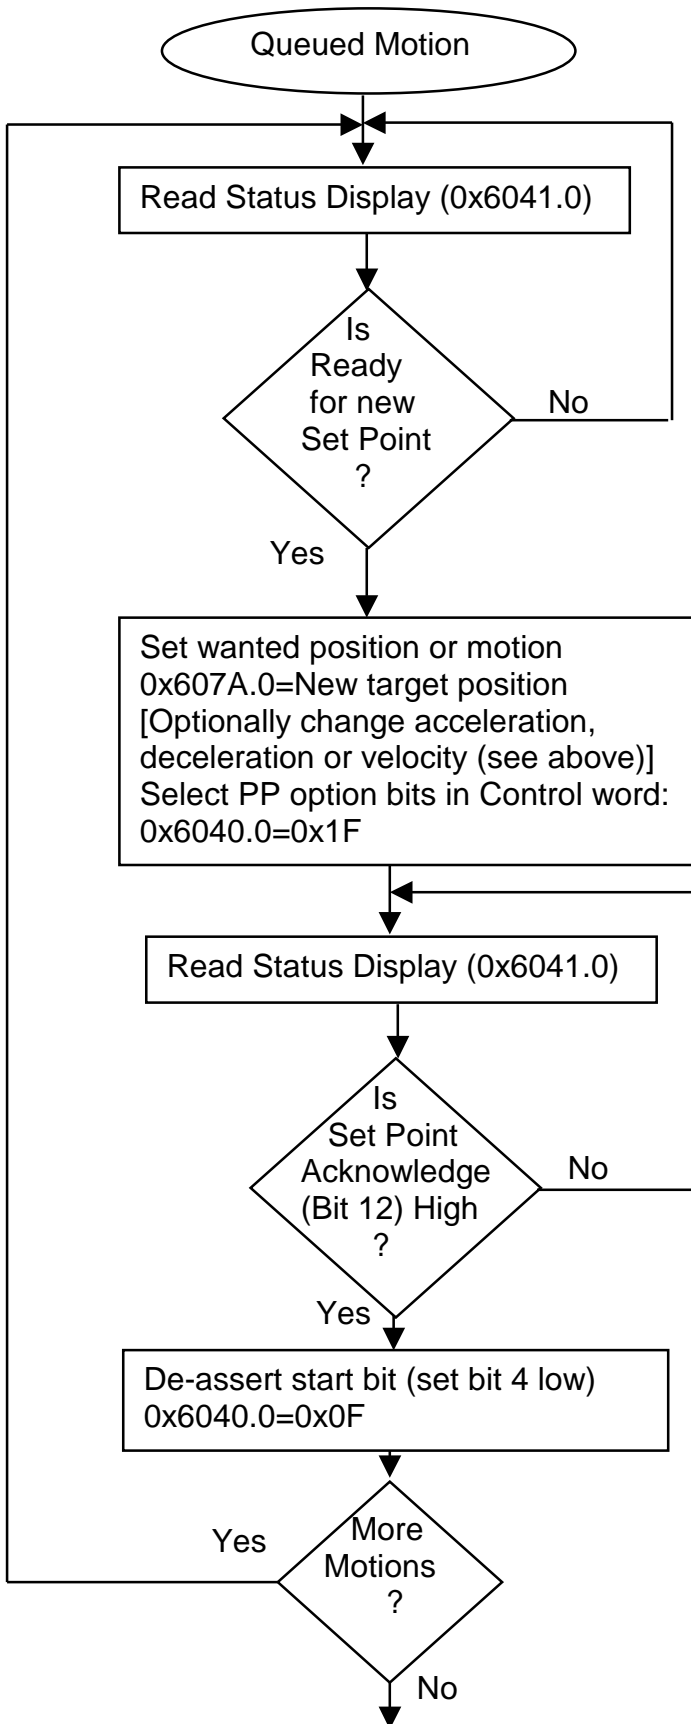 Queued Motion
Read Status Display (0x6041.0)
Is
Ready
for new
Set Point
?
No
Yes
Set wanted position or motion
0x607A.0=New target position
[Optionally change acceleration,
deceleration or velocity (see above)]
Select PP option bits in Control word:
0x6040.0=0x1F
Read Status Display (0x6041.0)
Is
Set Point
Acknowledge
(Bit 12) High
?
No
Yes
De-assert start bit (set bit 4 low)
0x6040.0=0x0F
More
Motions
?
Yes
No